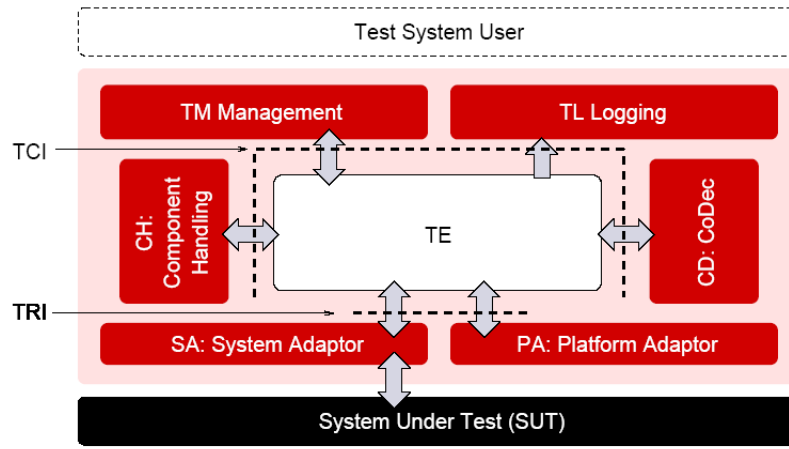 Test System User
TM Management
TL Logging
TCI
CH:
Component
Handling
TE
CD: CoDec
TRI
SA: System Adaptor
PA: Platform Adaptor
System Under Test (SUT)